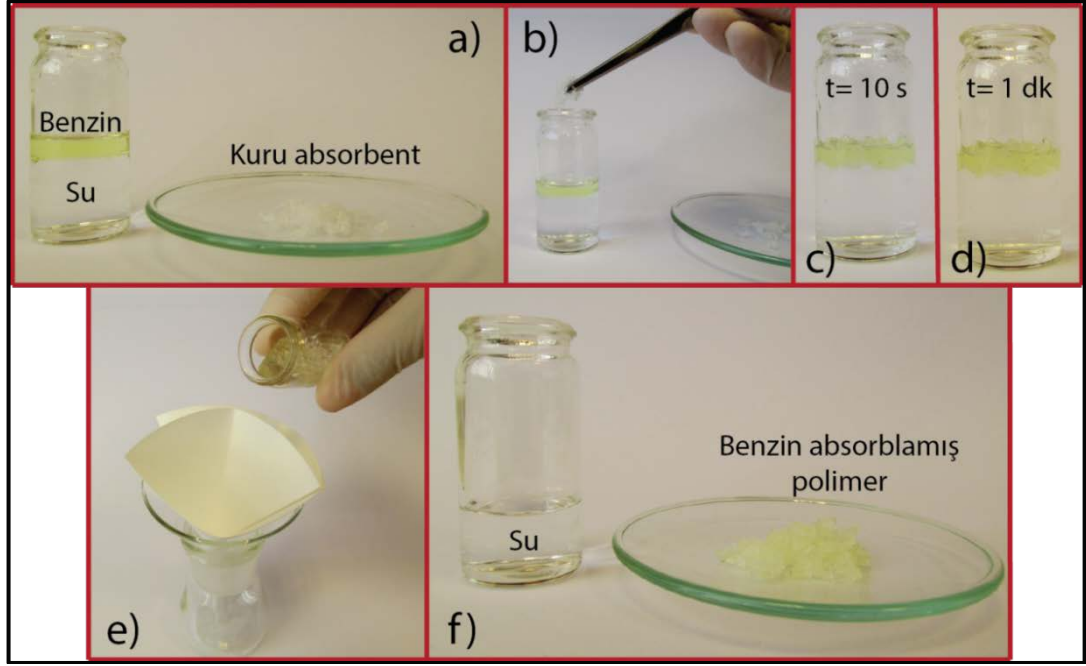 a)
Benzin
Su
Kuru absorbent
b)
t= 10 s
c)
t= 1 dk
d)
e)
f)
Su
Benzin absorblamış
polimer